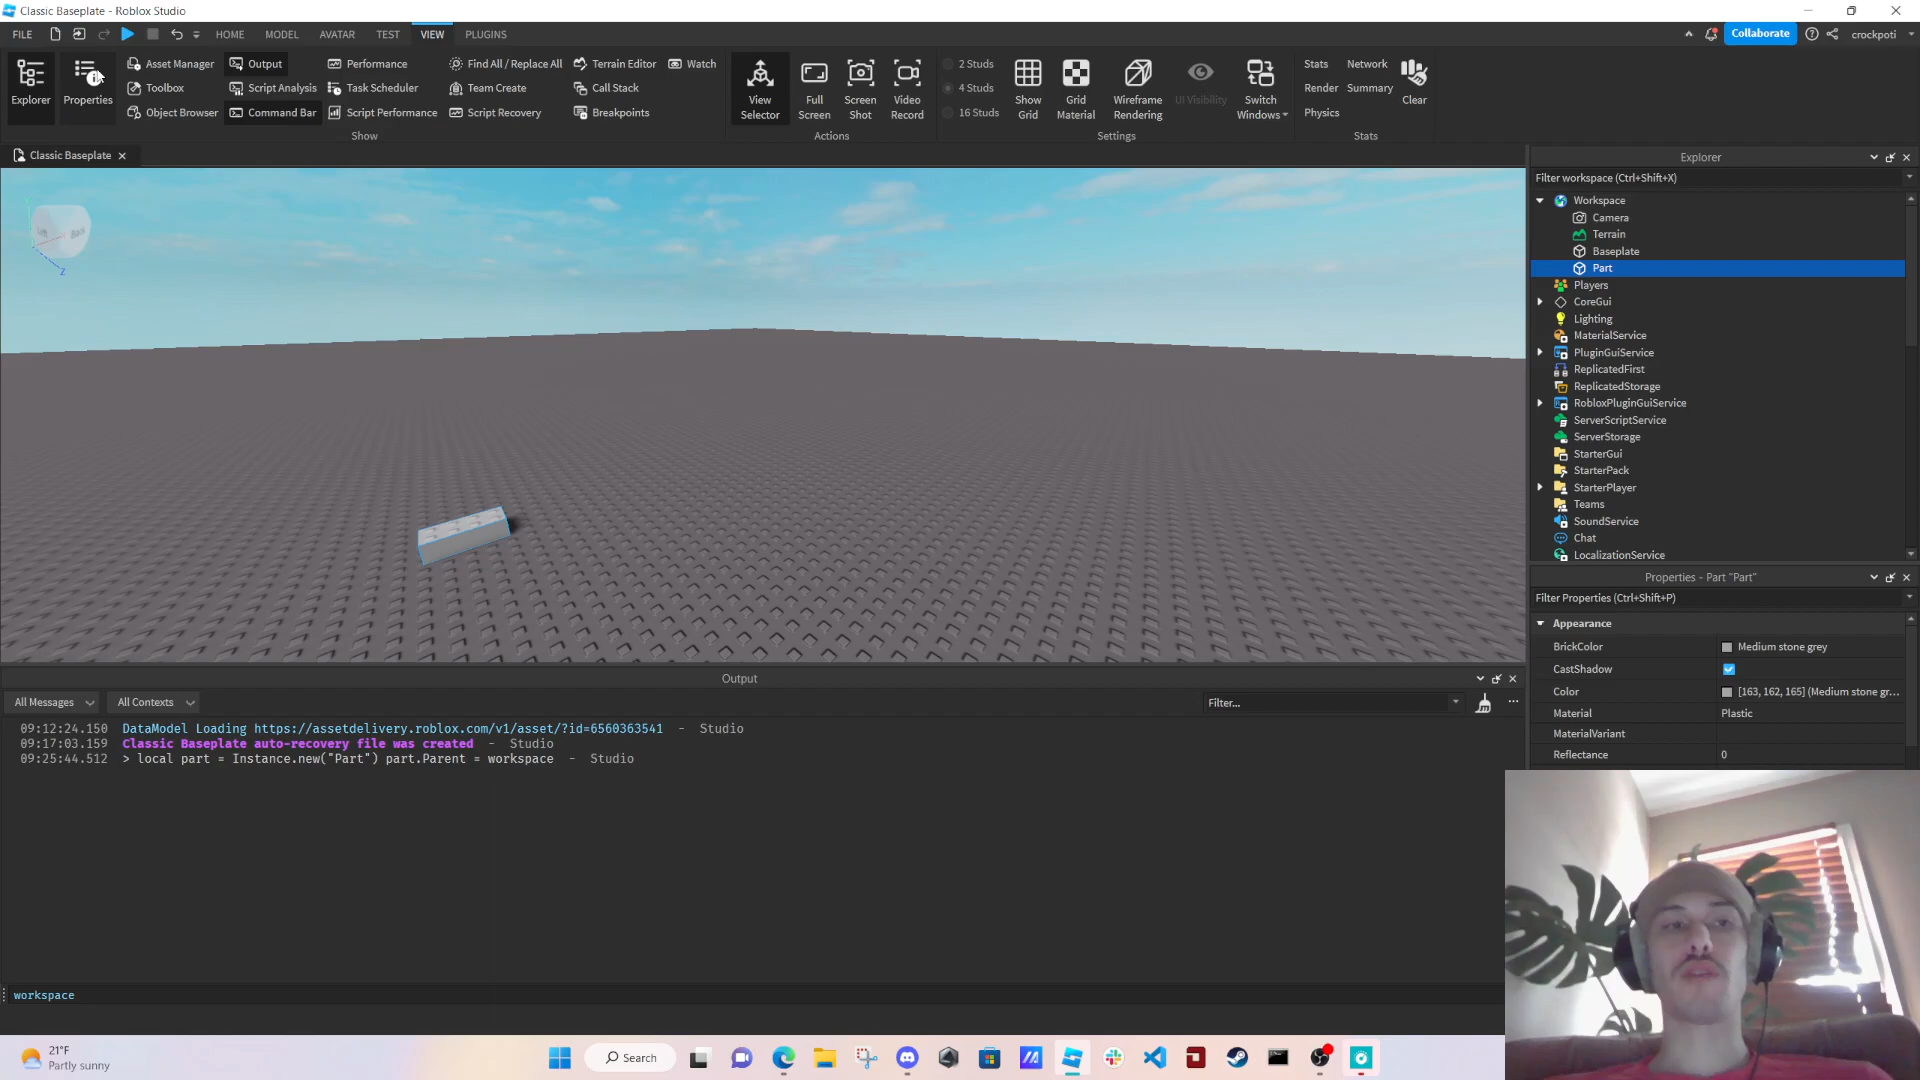 Classic Baseplate - Roblox Studio
FILE HOME MODEL AVATAR TEST VIEW PLUGINS Collaborate crockpoti
Explorer
Properties
Asset Manager
Toolbox
Object Browser
Output
Script Analysis
Command Bar
Performance
Task Scheduler
Script Performance
Find All / Replace All
Team Create
Script Recovery
Terrain Editor
Call Stack
Breakpoints
Watch
Show
View Selector
Full Screen
Screen Shot
Video Record
Actions
2 Studs
4 Studs
16 Studs
Show Grid
Grid Material
Wireframe Rendering
UI Visibility
Switch Windows
Settings
Stats
Render
Physics
Network
Summary
Clear
Stats
Classic Baseplate
Back
Z
Explorer
Filter workspace (Ctrl+Shift+X)
Workspace
Camera
Terrain
Baseplate
Part
Players
CoreGui
Lighting
MaterialService
PluginGuiService
ReplicatedFirst
ReplicatedStorage
RobloxPluginGuiService
ServerScriptService
ServerStorage
StarterGui
StarterPack
StarterPlayer
Teams
SoundService
Chat
LocalizationService
Properties - Part "Part"
Filter Properties (Ctrl+Shift+P)
Appearance
BrickColor Medium stone grey
CastShadow
Color [163, 162, 165] (Medium stone gr...
Material Plastic
MaterialVariant
Reflectance 0
Output
All Messages All Contexts Filter...
09:12:24.150 DataModel Loading https://assetdelivery.roblox.com/v1/asset/?id=6560363541 - Studio
09:17:03.159 Classic Baseplate auto-recovery file was created - Studio
09:25:44.512 > local part = Instance.new("Part") part.Parent = workspace - Studio
workspace
21°F
Partly sunny
Search